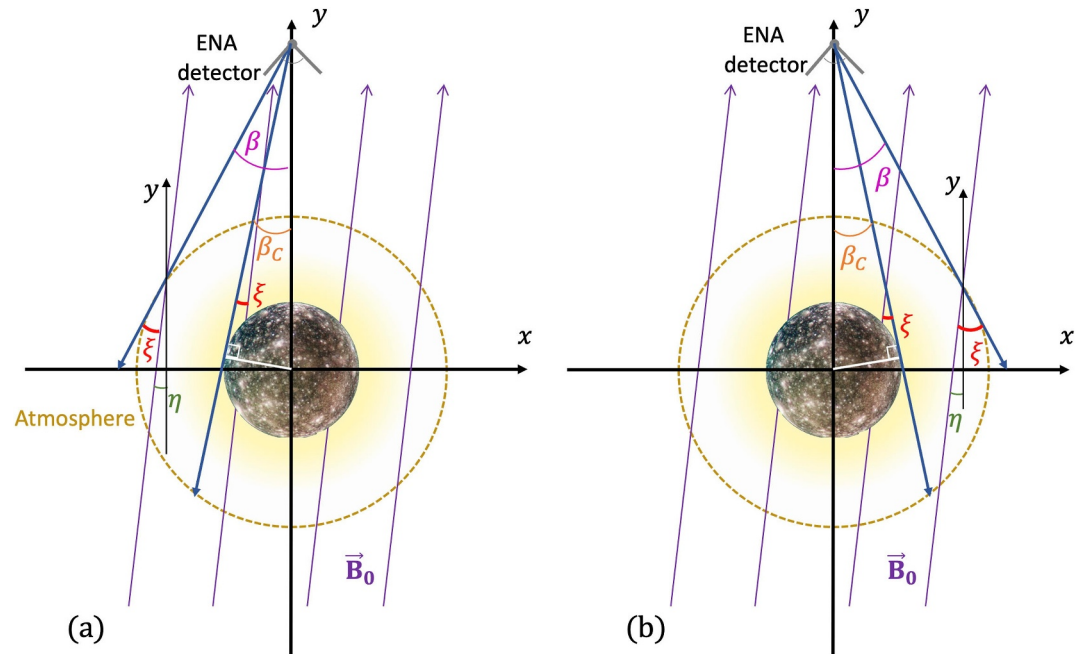 y
ENA
detector
β
y
β_C
ξ
x
ξ
η
Atmosphere
B⃗₀
(a)
y
ENA
detector
β
y
β_C
ξ
x
ξ
η
B⃗₀
(b)